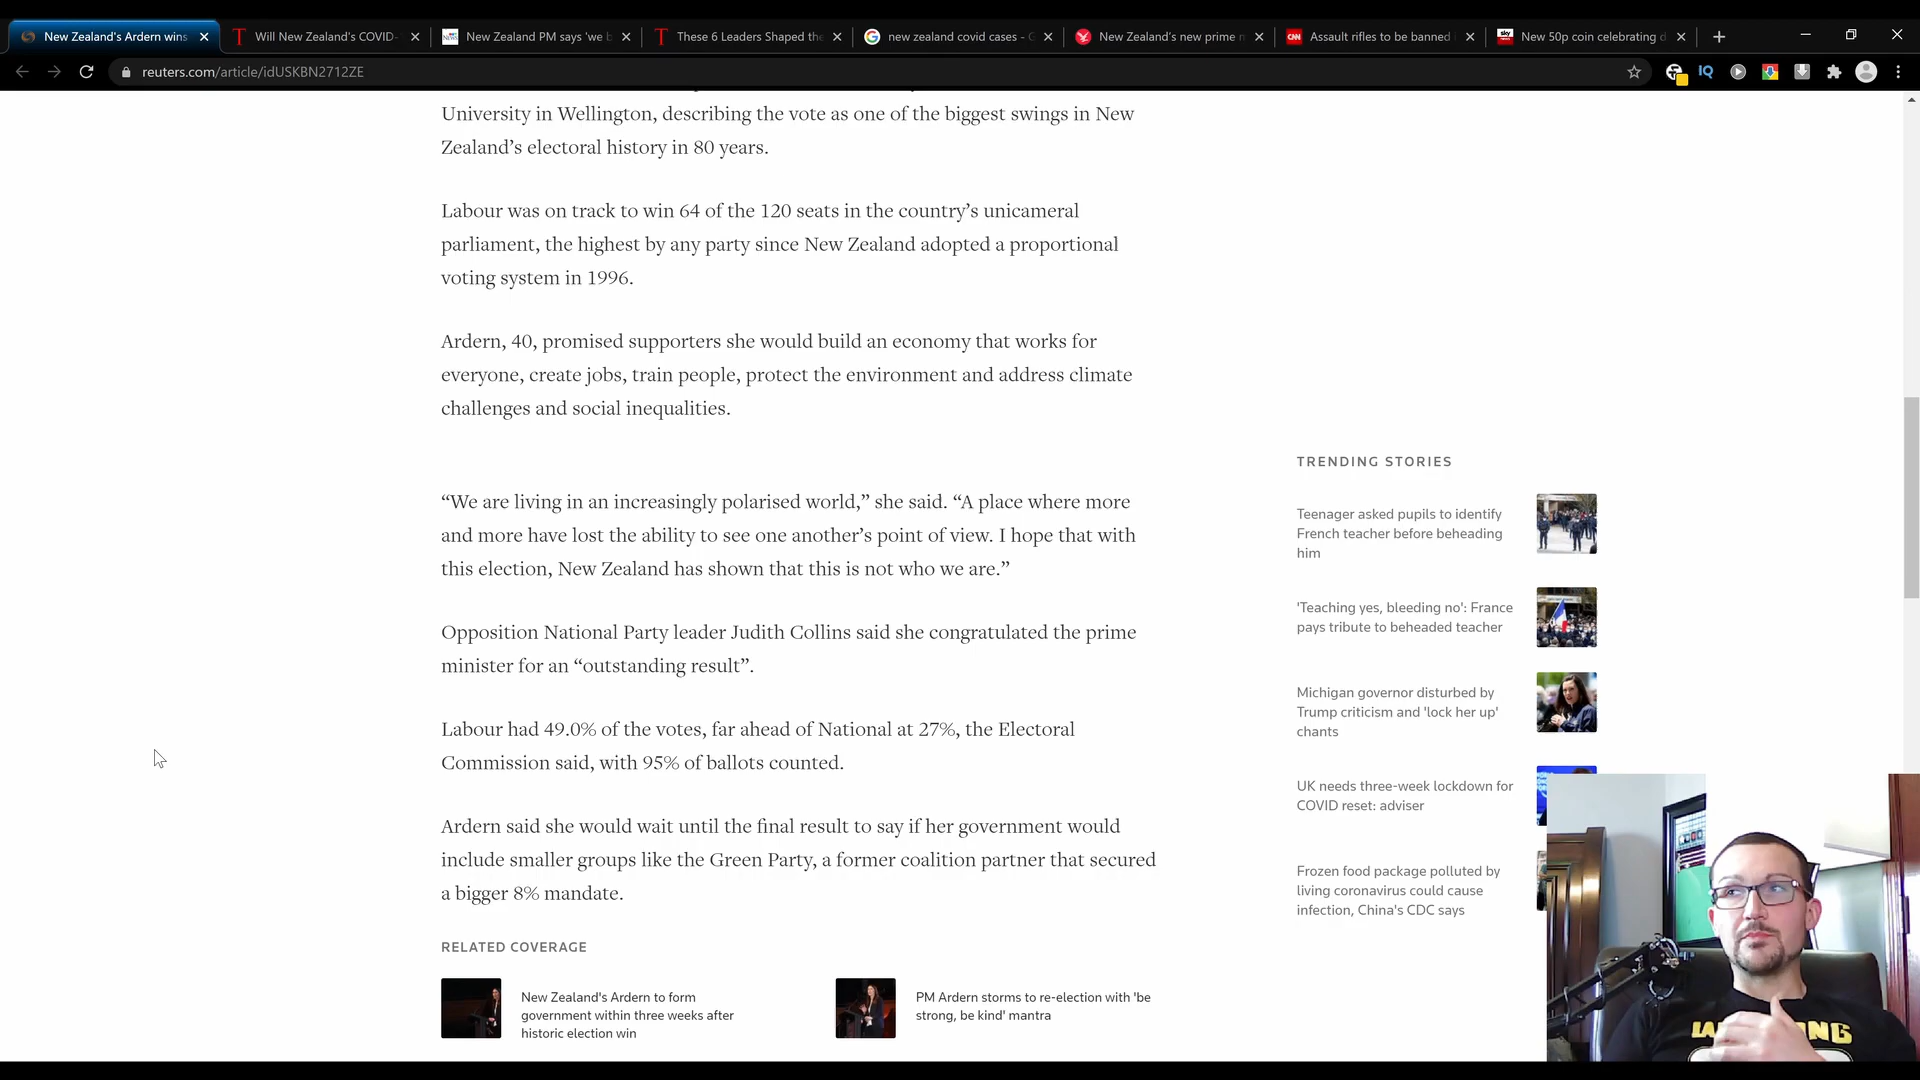 New Zealand's Ardern wins
Will New Zealand's COVID-
New Zealand PM says 'we b
These 6 Leaders Shaped the
new zealand covid cases - G
New Zealand's new prime n
Assault rifles to be banned
New 50p coin celebrating d
reuters.com/article/idUSKBN2712ZE
University in Wellington, describing the vote as one of the biggest swings in New
Zealand’s electoral history in 80 years.
Labour was on track to win 64 of the 120 seats in the country’s unicameral
parliament, the highest by any party since New Zealand adopted a proportional
voting system in 1996.
Ardern, 40, promised supporters she would build an economy that works for
everyone, create jobs, train people, protect the environment and address climate
challenges and social inequalities.
“We are living in an increasingly polarised world,” she said. “A place where more
and more have lost the ability to see one another’s point of view. I hope that with
this election, New Zealand has shown that this is not who we are.”
Opposition National Party leader Judith Collins said she congratulated the prime
minister for an “outstanding result”.
Labour had 49.0% of the votes, far ahead of National at 27%, the Electoral
Commission said, with 95% of ballots counted.
Ardern said she would wait until the final result to say if her government would
include smaller groups like the Green Party, a former coalition partner that secured
a bigger 8% mandate.
RELATED COVERAGE
New Zealand's Ardern to form
government within three weeks after
historic election win
PM Ardern storms to re-election with 'be
strong, be kind' mantra
TRENDING STORIES
Teenager asked pupils to identify
French teacher before beheading
him
'Teaching yes, bleeding no': France
pays tribute to beheaded teacher
Michigan governor disturbed by
Trump criticism and 'lock her up'
chants
UK needs three-week lockdown for
COVID reset: adviser
Frozen food package polluted by
living coronavirus could cause
infection, China's CDC says